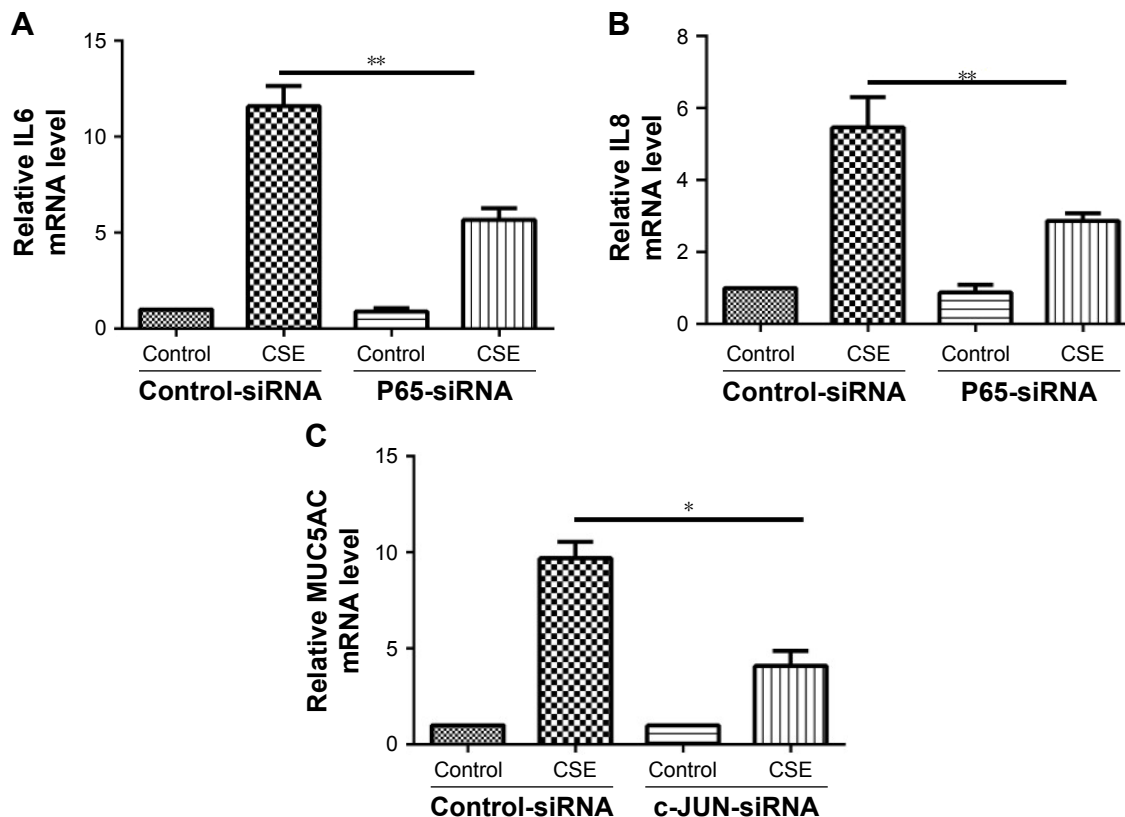 A
Relative IL6
mRNA level
15
10
5
0
**
Control
CSE
Control
CSE
Control-siRNA
P65-siRNA
B
Relative IL8
mRNA level
8
6
4
2
0
**
Control
CSE
Control
CSE
Control-siRNA
P65-siRNA
C
Relative MUC5AC
mRNA level
15
10
5
0
*
Control
CSE
Control
CSE
Control-siRNA
c-JUN-siRNA